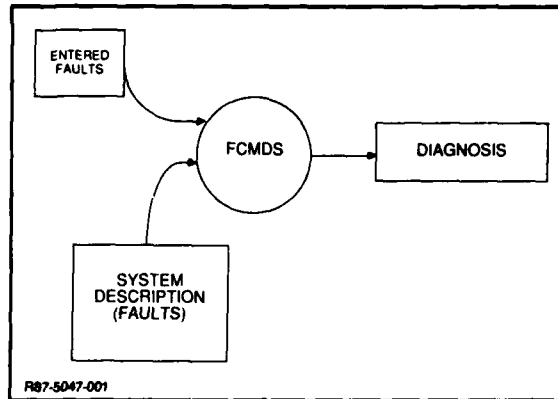 ENTERED
FAULTS
FCMDS
DIAGNOSIS
SYSTEM
DESCRIPTION
(FAULTS)
R87-5047-001